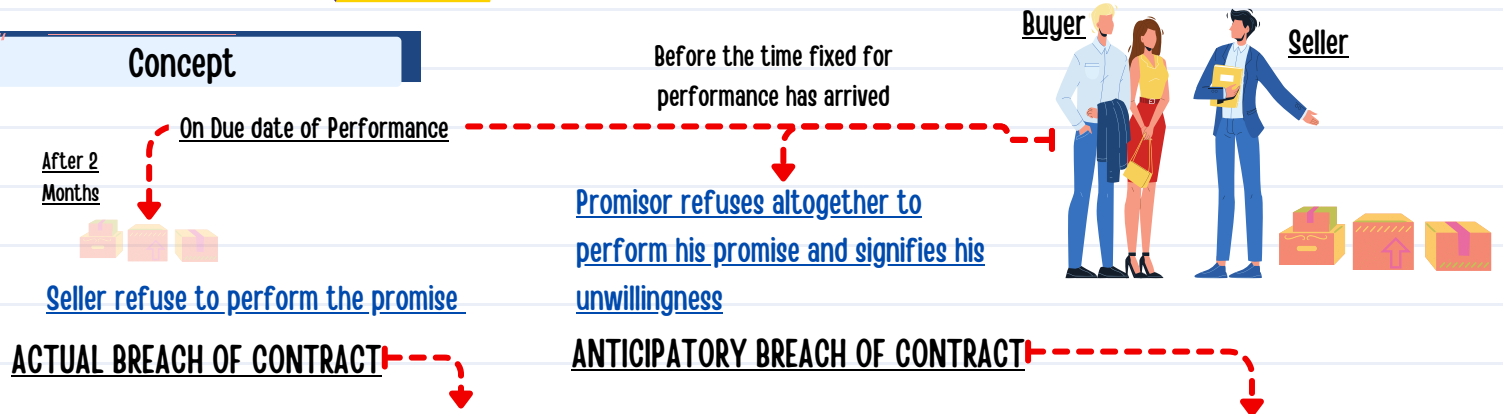 Concept
Before the time fixed for
performance has arrived
Buyer
Seller
On Due date of Performance
After 2
Months
Promisor refuses altogether to
perform his promise and signifies his
unwillingness
Seller refuse to perform the promise
ACTUAL BREACH OF CONTRACT
ANTICIPATORY BREACH OF CONTRACT